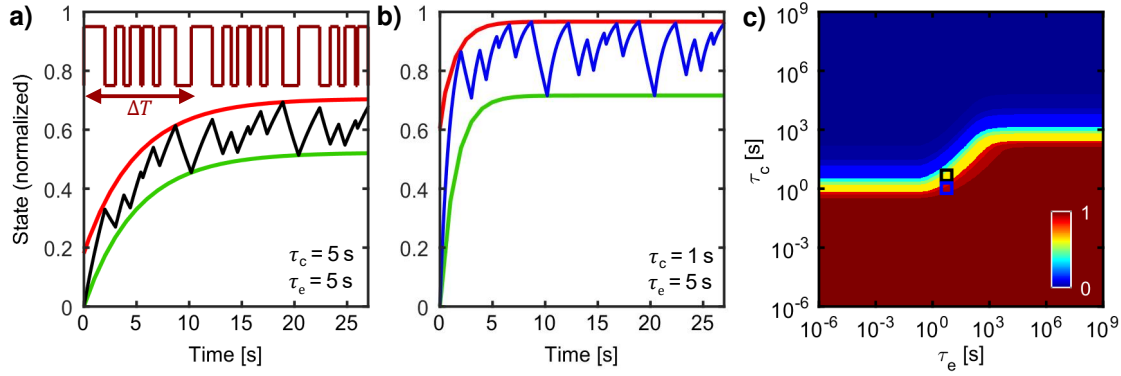 a)
b)
c)
State (normalized)
1
0.8
0.6
0.4
0.2
0
0 5 10 15 20 25
Time [s]
ΔT
τc = 5 s
τe = 5 s
1
0.8
0.6
0.4
0.2
0
0 5 10 15 20 25
Time [s]
τc = 1 s
τe = 5 s
τc [s]
10^9
10^6
10^3
10^0
10^-3
10^-6
10^-6 10^-3 10^0 10^3 10^6 10^9
τe [s]
1
0